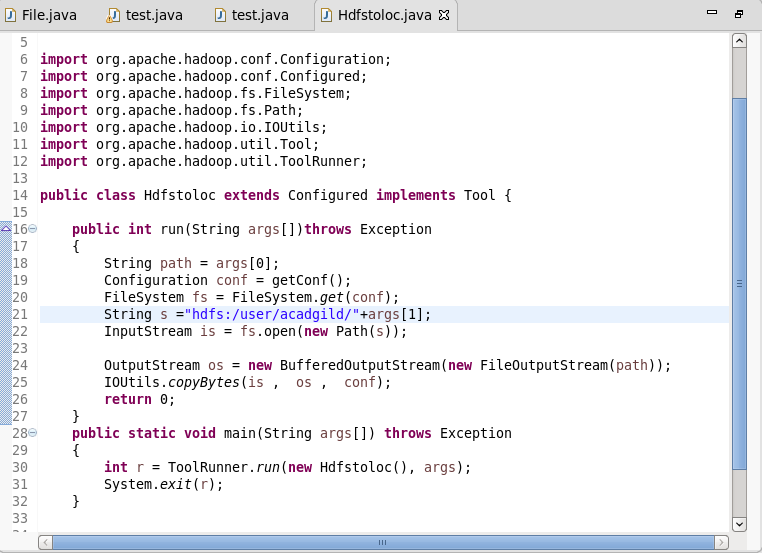 File.java test.java test.java Hdfstoloc.java
5
6 import org.apache.hadoop.conf.Configuration;
7 import org.apache.hadoop.conf.Configured;
8 import org.apache.hadoop.fs.FileSystem;
9 import org.apache.hadoop.fs.Path;
10 import org.apache.hadoop.io.IOUtils;
11 import org.apache.hadoop.util.Tool;
12 import org.apache.hadoop.util.ToolRunner;
13
14 public class Hdfstoloc extends Configured implements Tool {
15
16 public int run(String args[])throws Exception
17 {
18 String path = args[0];
19 Configuration conf = getConf();
20 FileSystem fs = FileSystem.get(conf);
21 String s ="hdfs:/user/acadgild/"+args[1];
22 InputStream is = fs.open(new Path(s));
23
24 OutputStream os = new BufferedOutputStream(new FileOutputStream(path));
25 IOUtils.copyBytes(is , os , conf);
26 return 0;
27 }
28 public static void main(String args[]) throws Exception
29 {
30 int r = ToolRunner.run(new Hdfstoloc(), args);
31 System.exit(r);
32 }
33